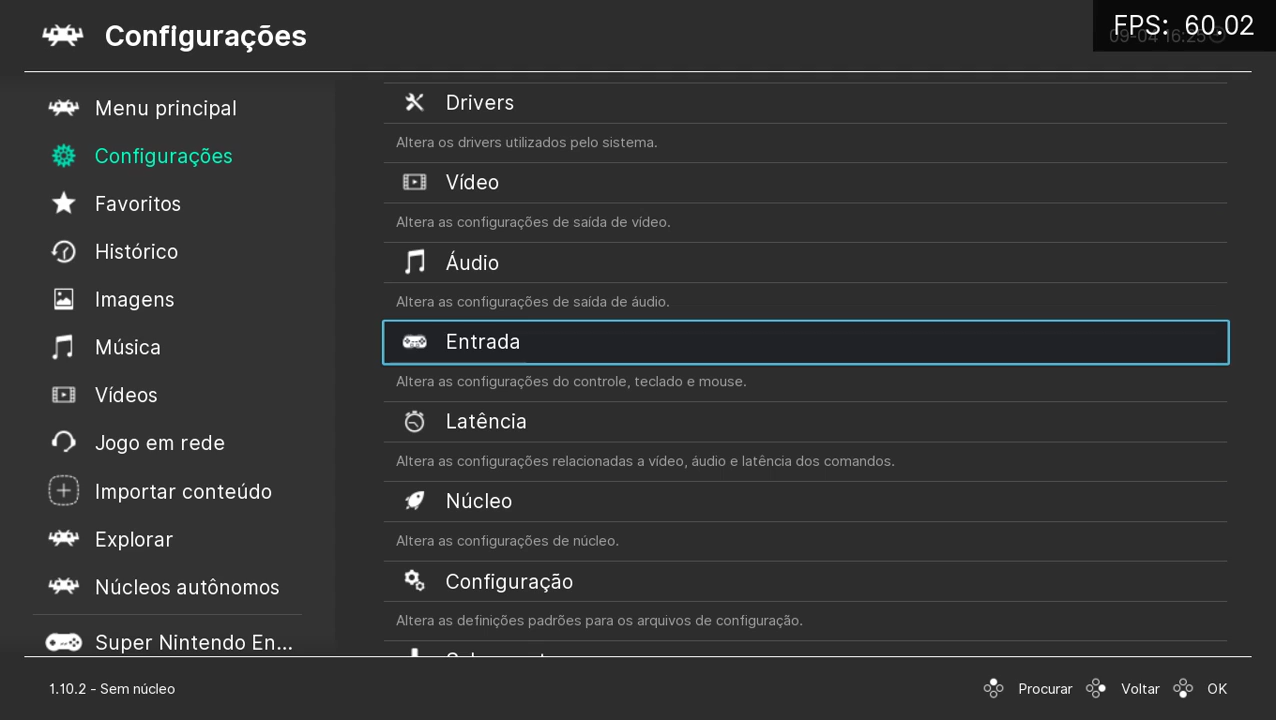 Configurações
FPS: 60.02
Menu principal
Configurações
Favoritos
Histórico
Imagens
Música
Vídeos
Jogo em rede
Importar conteúdo
Explorar
Núcleos autônomos
Super Nintendo En...
Drivers
Altera os drivers utilizados pelo sistema.
Vídeo
Altera as configurações de saída de vídeo.
Áudio
Altera as configurações de saída de áudio.
Entrada
Altera as configurações do controle, teclado e mouse.
Latência
Altera as configurações relacionadas a vídeo, áudio e latência dos comandos.
Núcleo
Altera as configurações de núcleo.
Configuração
Altera as definições padrões para os arquivos de configuração.
1.10.2 - Sem núcleo
Procurar
Voltar
OK